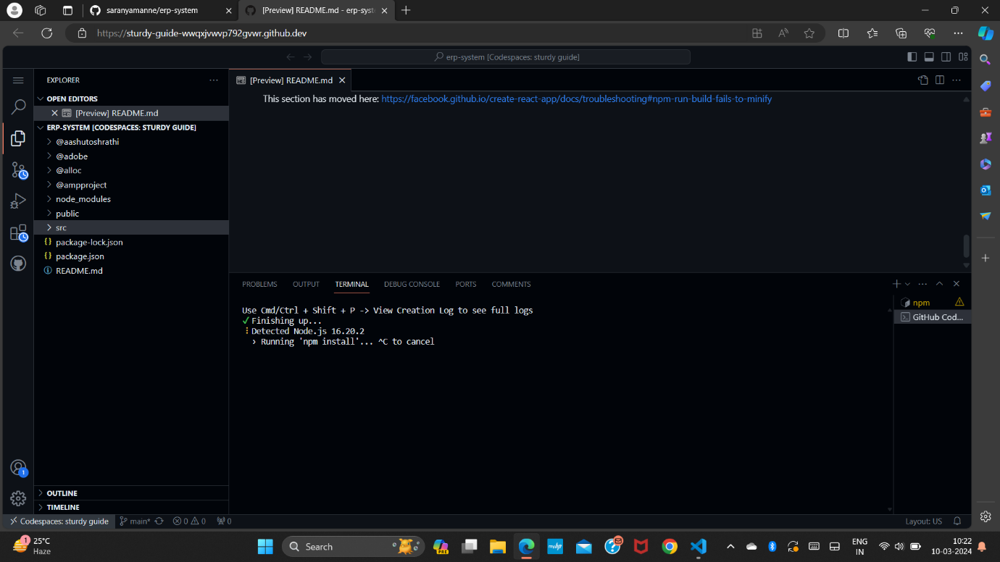 saranyamanne/erp-system
[Preview] README.md - erp-syst
https://sturdy-guide-wwqxjvwvp792gvwr.github.dev
erp-system [Codespaces: sturdy guide]
EXPLORER
OPEN EDITORS
[Preview] README.md
ERP-SYSTEM [CODESPACES: STURDY GUIDE]
@aashutoshrathi
@adobe
@alloc
@ampproject
node_modules
public
src
package-lock.json
package.json
README.md
OUTLINE
TIMELINE
[Preview] README.md
This section has moved here: https://facebook.github.io/create-react-app/docs/troubleshooting#npm-run-build-fails-to-minify
PROBLEMS OUTPUT TERMINAL DEBUG CONSOLE PORTS COMMENTS
Use Cmd/Ctrl + Shift + P -> View Creation Log to see full logs
✓ Finishing up...
⠸ Detected Node.js 16.20.2
› Running 'npm install'... ^C to cancel
npm
GitHub Cod...
1
Codespaces: sturdy guide main* 0 0 0 Layout: US
1
25°C
Haze
Search
PRE
myhp
ENG
IN
10:22
10-03-2024